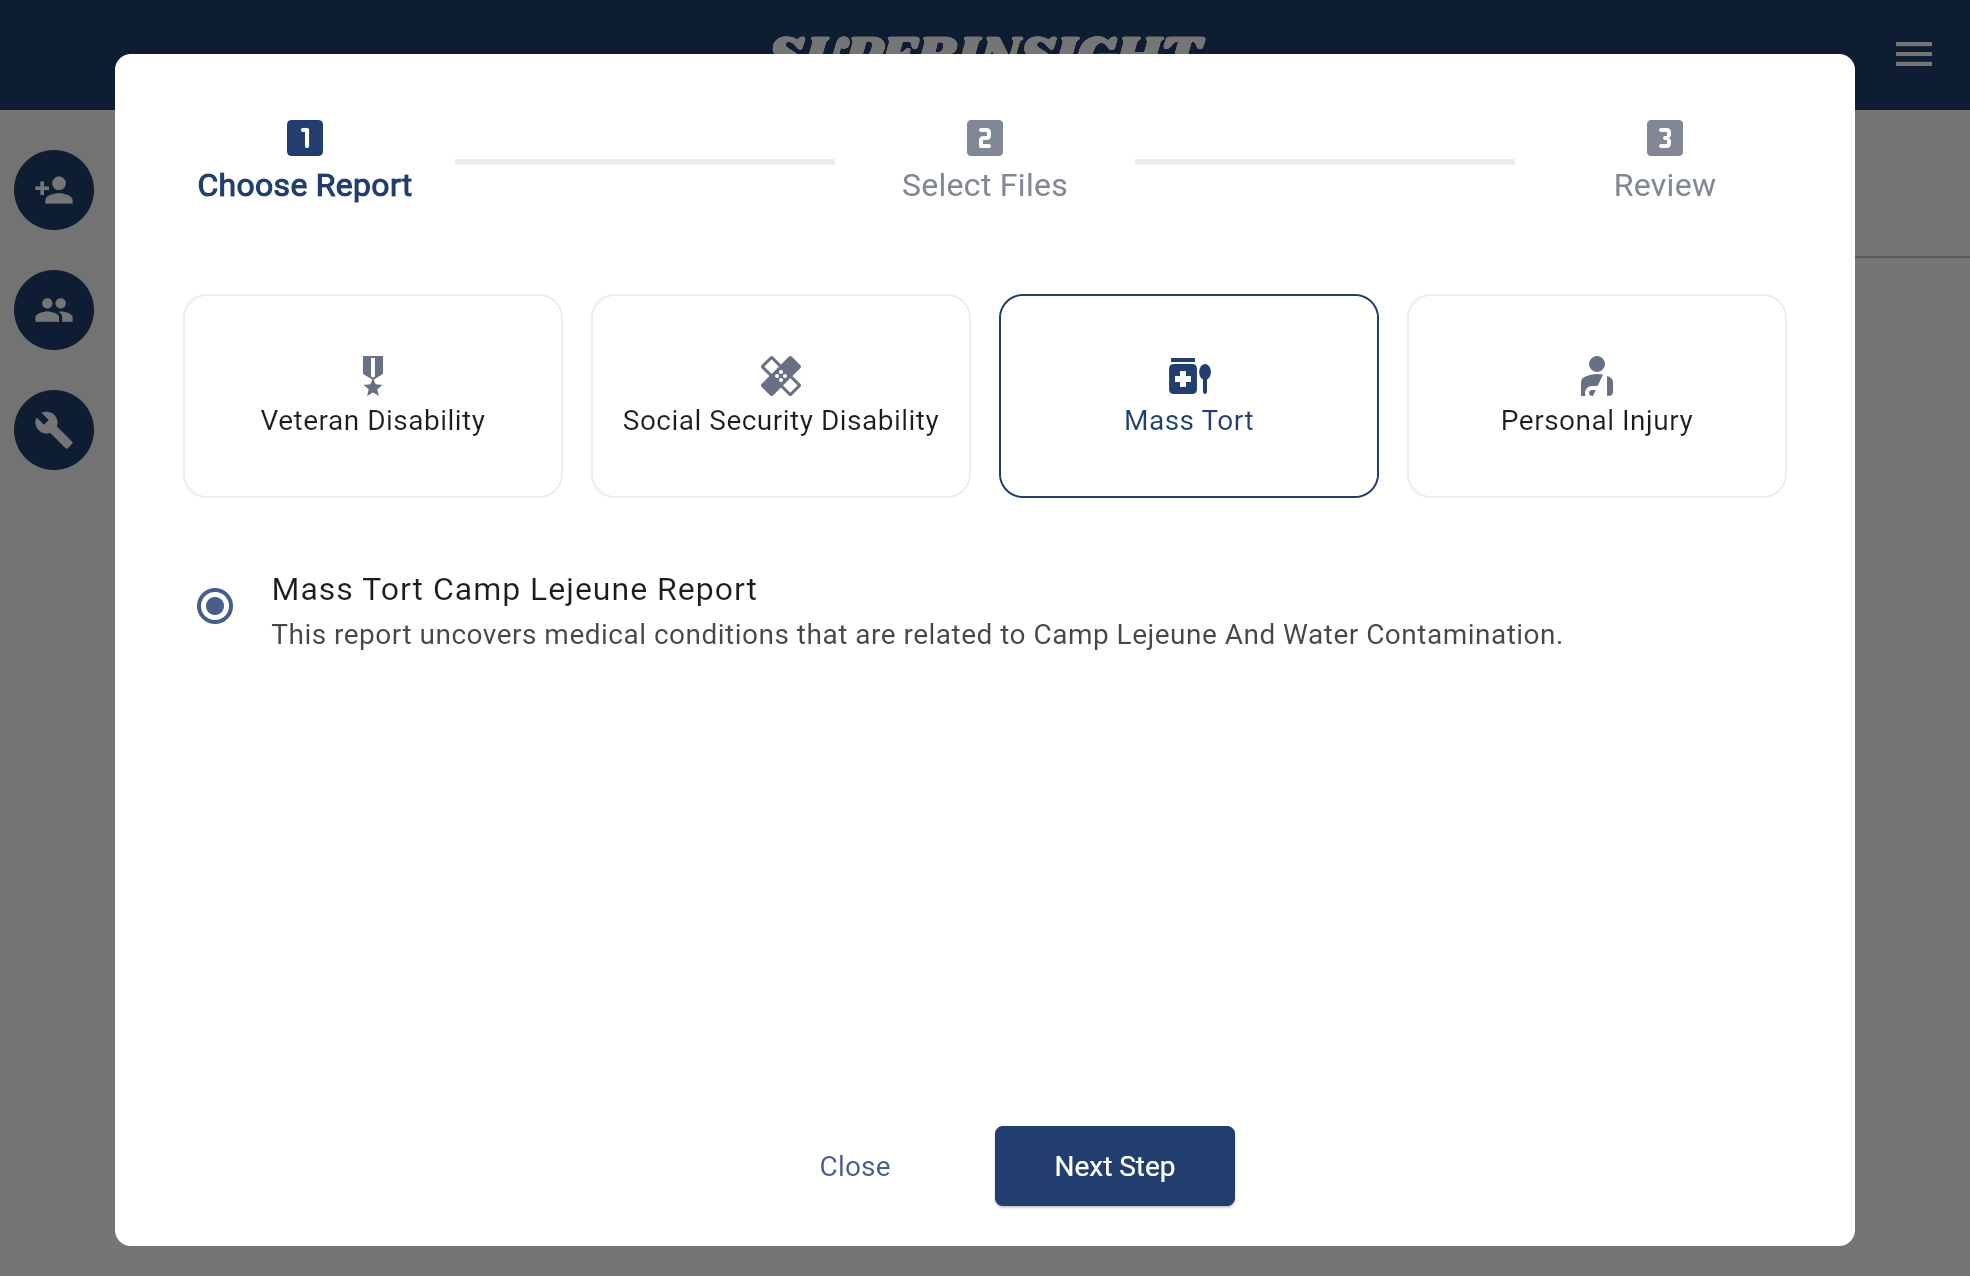 SUPERINSIGHT
1
Choose Report
2
Select Files
3
Review
Veteran Disability
Social Security Disability
Mass Tort
Personal Injury
Mass Tort Camp Lejeune Report
This report uncovers medical conditions that are related to Camp Lejeune And Water Contamination.
Close
Next Step